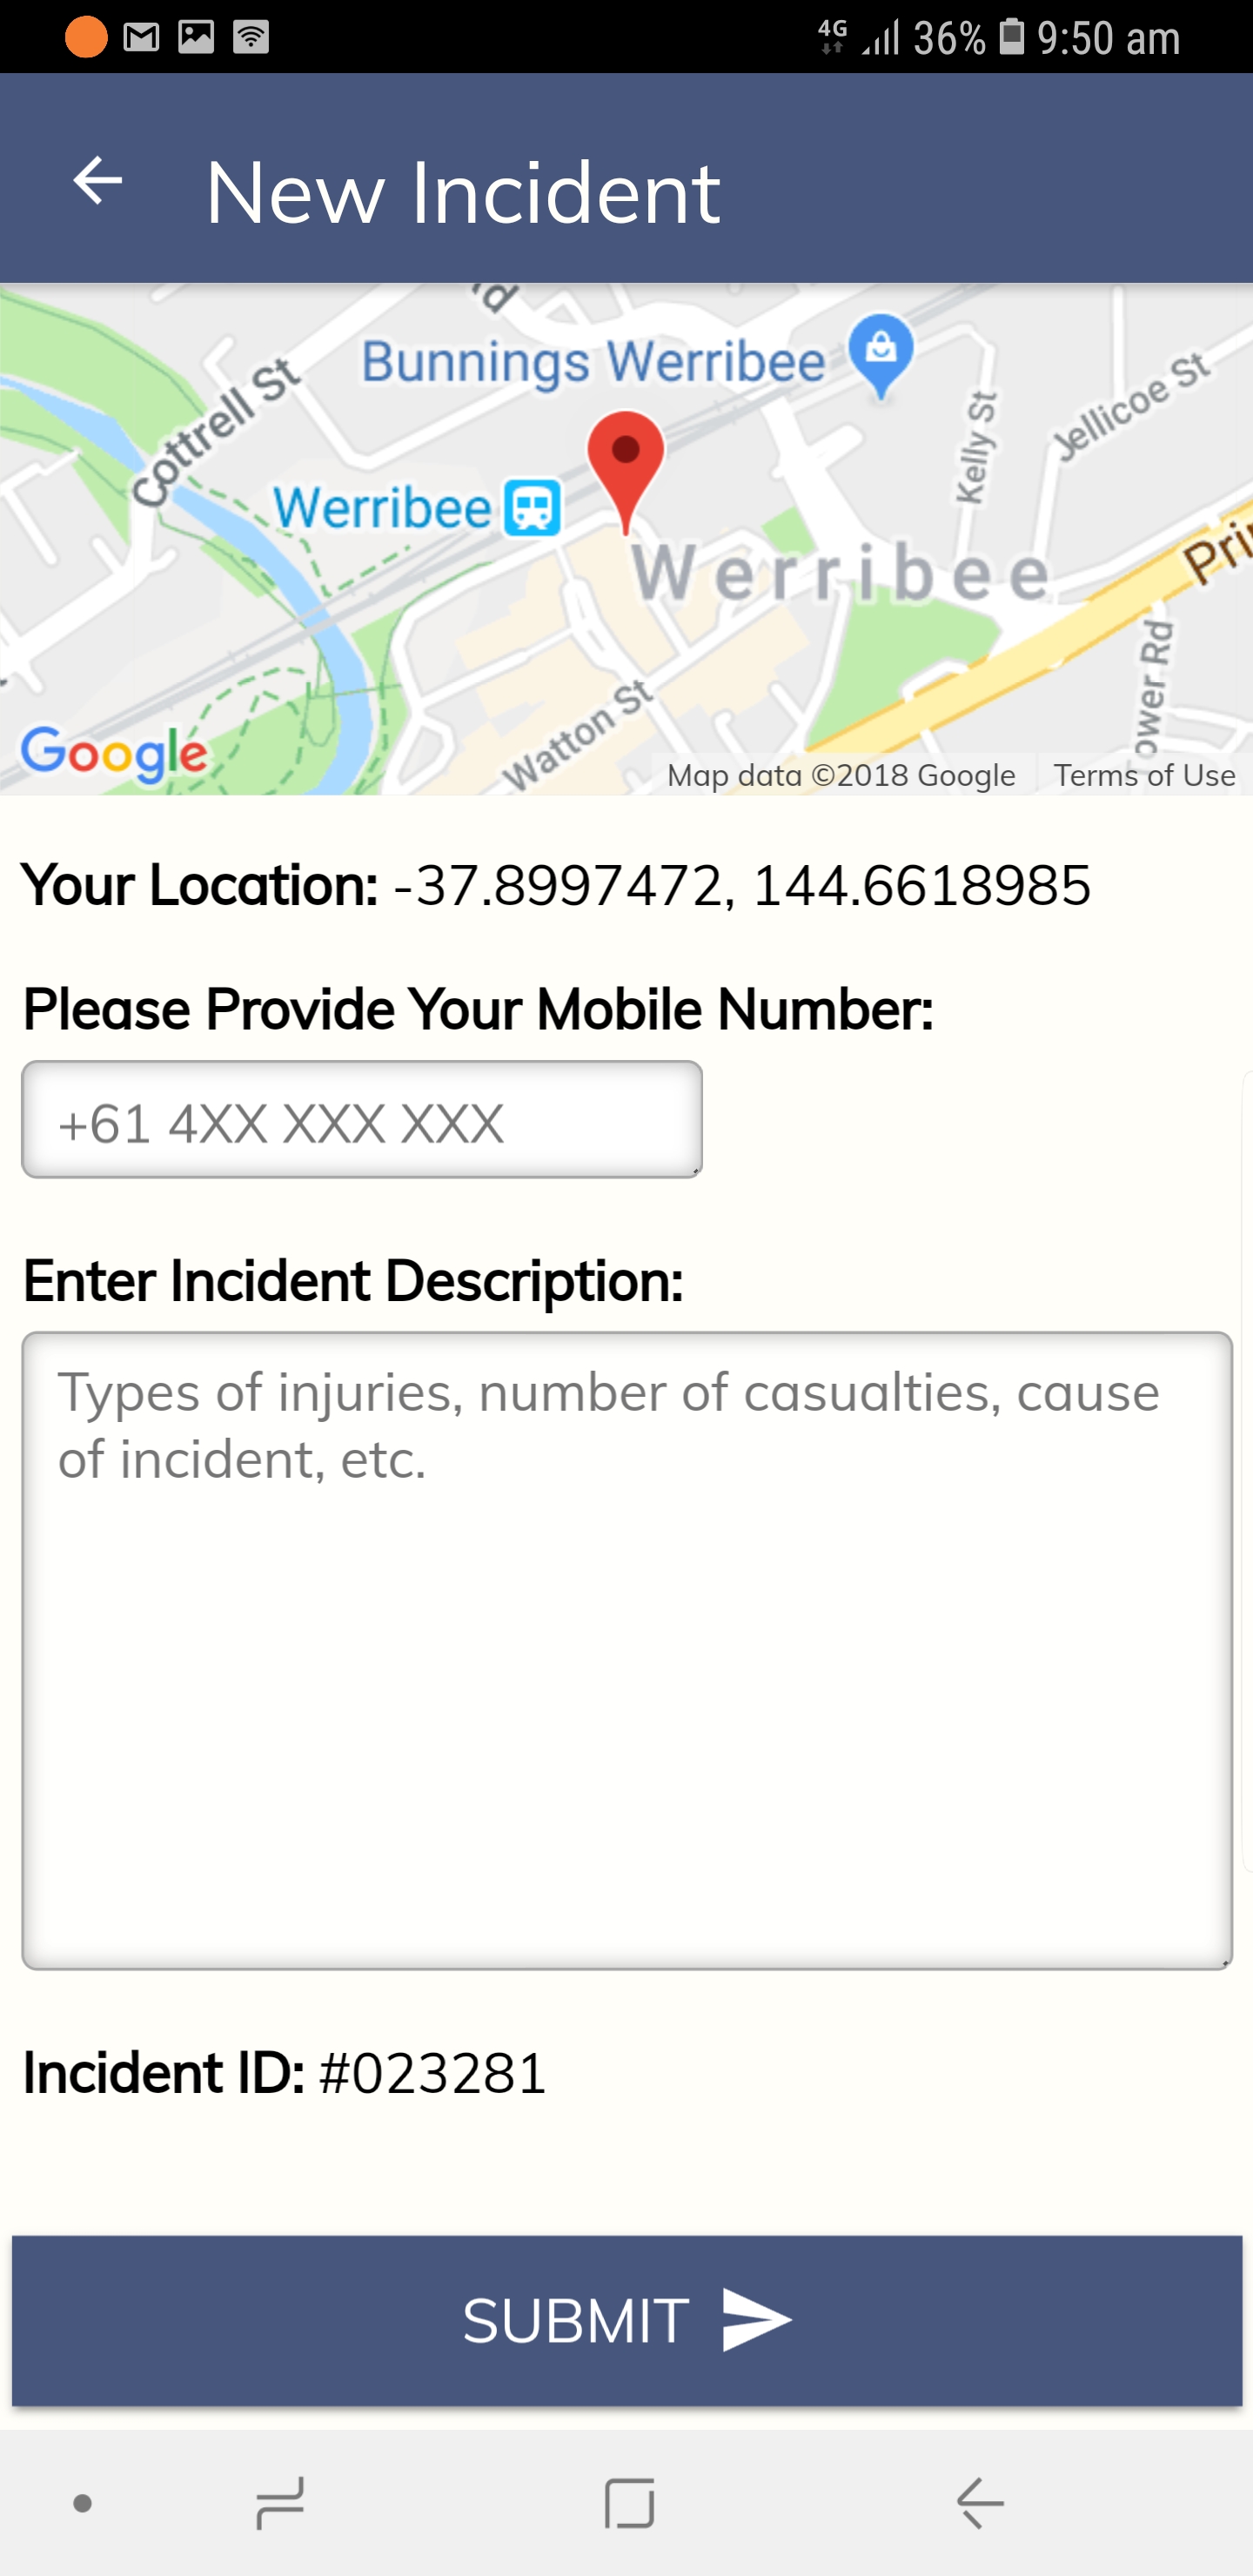 4G 36% 9:50 am
New Incident
Bunnings Werribee
Cottrell St
Kelly St
Jellicoe St
Werribee
Werribee
Watton St
Google
Map data ©2018 Google
Terms of Use
Your Location: -37.8997472, 144.6618985
Please Provide Your Mobile Number:
+61 4XX XXX XXX
Enter Incident Description:
Types of injuries, number of casualties, cause
of incident, etc.
Incident ID: #023281
SUBMIT